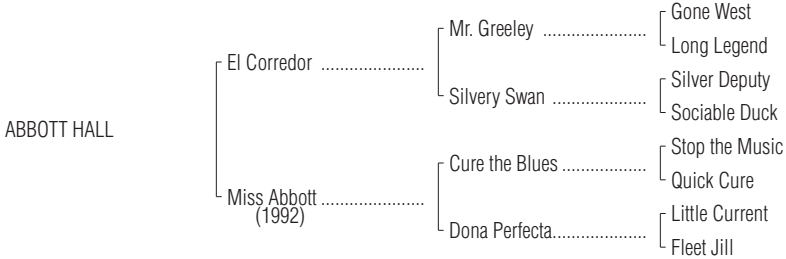 Gone West
Mr. Greeley ......................
Long Legend
El Corredor ......................
Silver Deputy
Silvery Swan ....................
Sociable Duck
ABBOTT HALL
Stop the Music
Cure the Blues ..................
Quick Cure
Miss Abbott ......................
(1992)
Little Current
Dona Perfecta....................
Fleet Jill